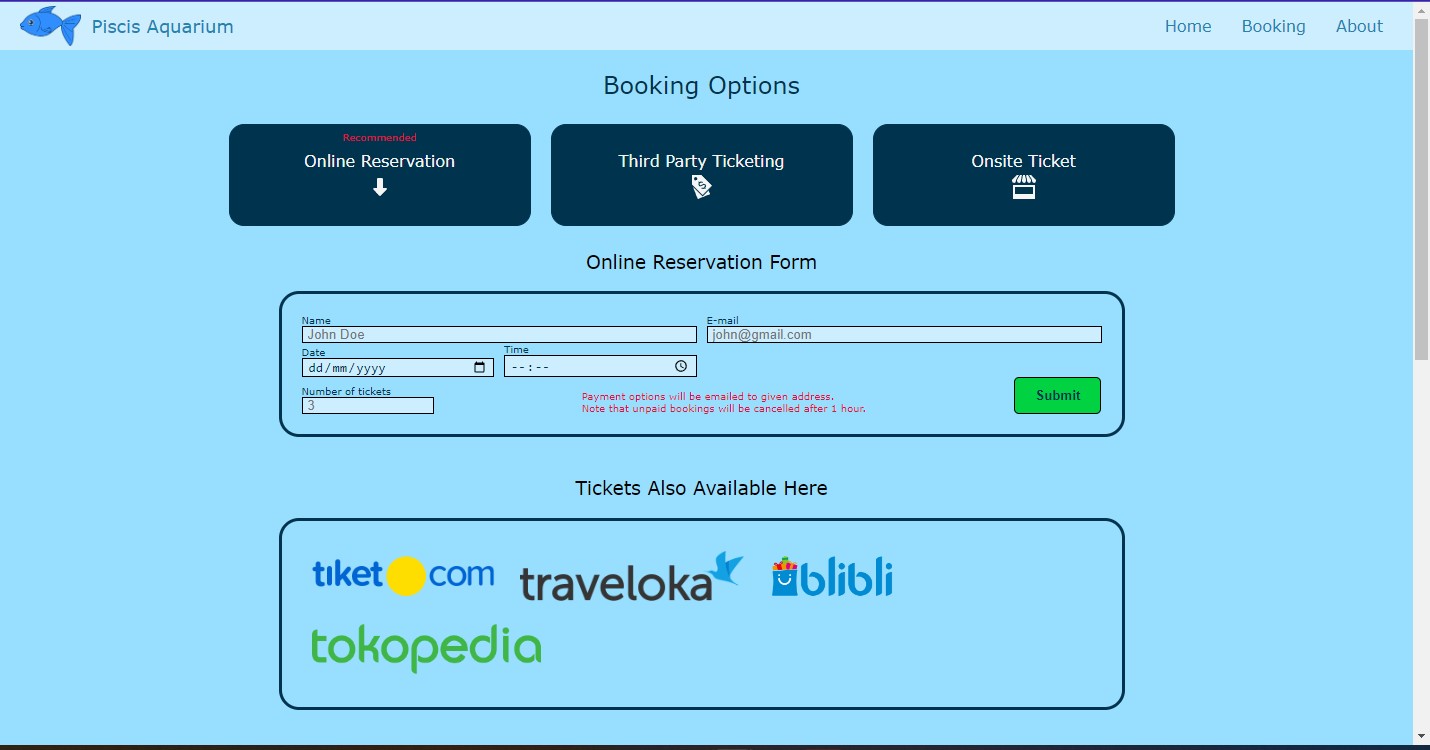 Piscis Aquarium
Home Booking About
Booking Options
Recommended
Online Reservation
Third Party Ticketing
$
Onsite Ticket
Online Reservation Form
Name
John Doe
E-mail
john@gmail.com
Date
dd/mm/yyyy
Time
--:--
Number of tickets
3
Payment options will be emailed to given address.
Note that unpaid bookings will be cancelled after 1 hour.
Submit
Tickets Also Available Here
tiket com
traveloka
blibli
tokopedia